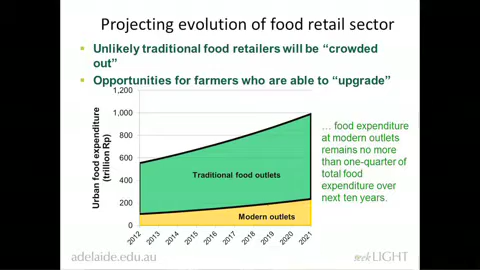 Projecting evolution of food retail sector
Unlikely traditional food retailers will be “crowded
out”
Opportunities for farmers who are able to “upgrade”
Urban food expenditure
(trillion Rp)
1,200
1,000
800
600
400
200
0
Traditional food outlets
Modern outlets
2012
2013
2014
2015
2016
2017
2018
2019
2020
2021
… food expenditure
at modern outlets
remains no more
than one-quarter of
total food
expenditure over
next ten years.
adelaide.edu.au
seek LIGHT